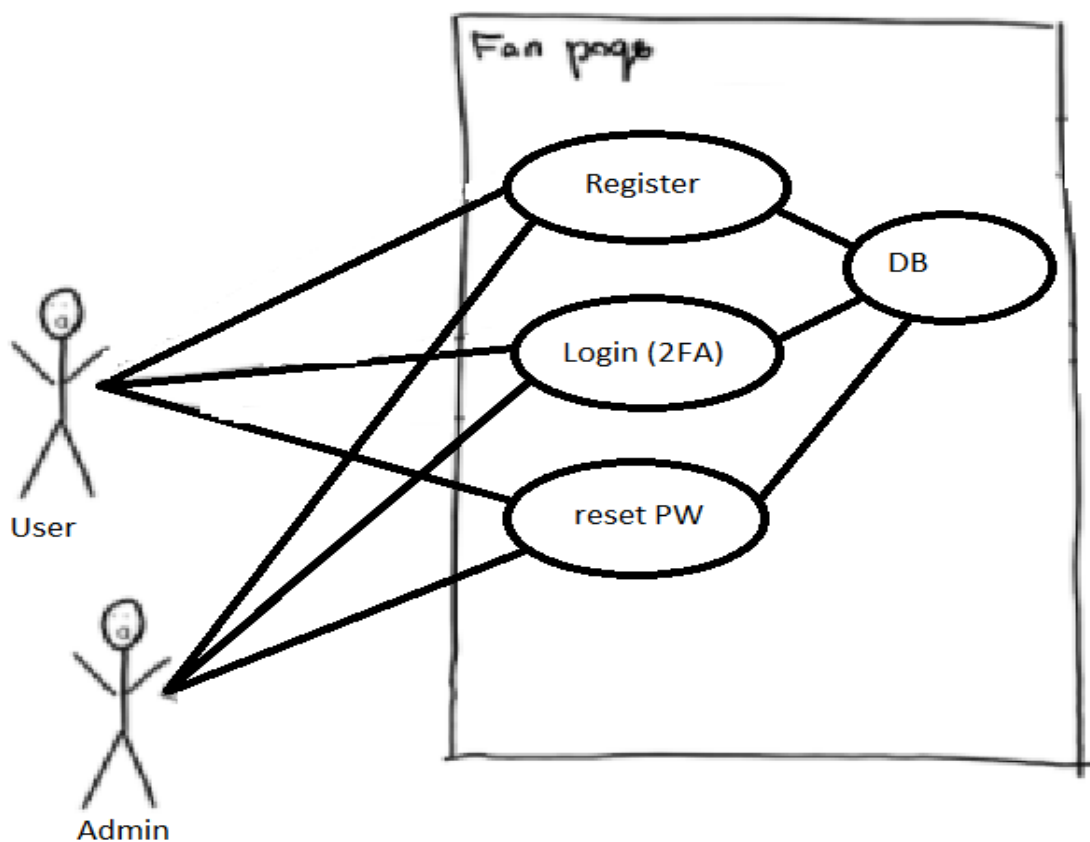 Fan page
Register
DB
Login (2FA)
reset PW
User
Admin